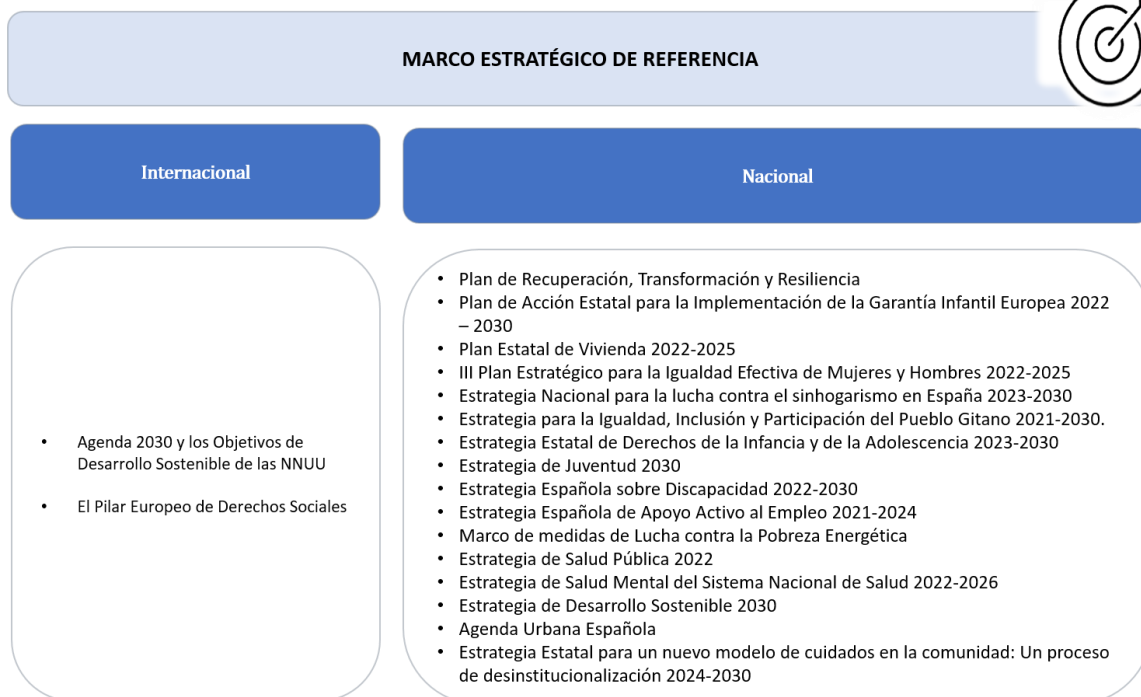 MARCO ESTRATÉGICO DE REFERENCIA
Internacional
Nacional
• Agenda 2030 y los Objetivos de
Desarrollo Sostenible de las NNUU
• El Pilar Europeo de Derechos Sociales
• Plan de Recuperación, Transformación y Resiliencia
• Plan de Acción Estatal para la Implementación de la Garantía Infantil Europea 2022
– 2030
• Plan Estatal de Vivienda 2022-2025
• III Plan Estratégico para la Igualdad Efectiva de Mujeres y Hombres 2022-2025
• Estrategia Nacional para la lucha contra el sinhogarismo en España 2023-2030
• Estrategia para la Igualdad, Inclusión y Participación del Pueblo Gitano 2021-2030.
• Estrategia Estatal de Derechos de la Infancia y de la Adolescencia 2023-2030
• Estrategia de Juventud 2030
• Estrategia Española sobre Discapacidad 2022-2030
• Estrategia Española de Apoyo Activo al Empleo 2021-2024
• Marco de medidas de Lucha contra la Pobreza Energética
• Estrategia de Salud Pública 2022
• Estrategia de Salud Mental del Sistema Nacional de Salud 2022-2026
• Estrategia de Desarrollo Sostenible 2030
• Agenda Urbana Española
• Estrategia Estatal para un nuevo modelo de cuidados en la comunidad: Un proceso
de desinstitucionalización 2024-2030